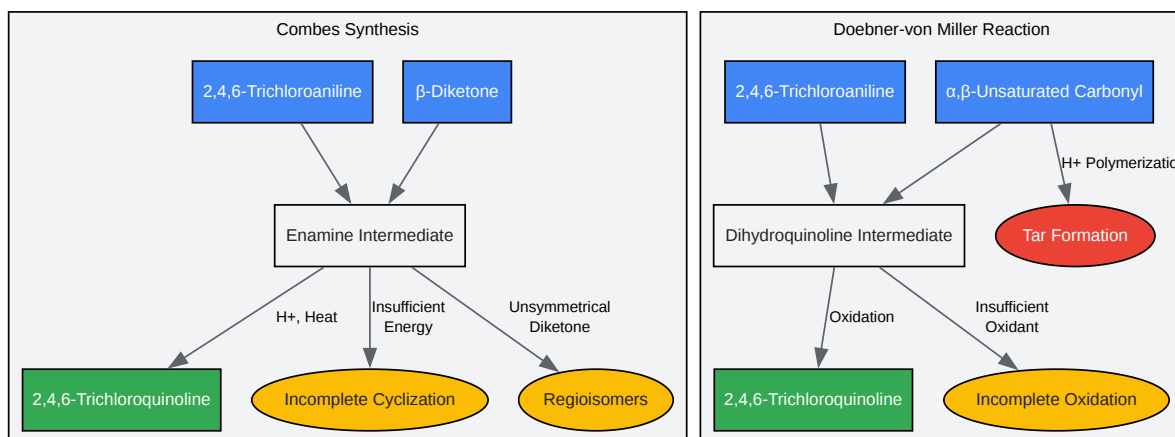 Combes Synthesis
2,4,6-Trichloroaniline
β-Diketone
Enamine Intermediate
H+, Heat
Insufficient
Energy
Unsymmetrical
Diketone
2,4,6-Trichloroquinoline
Incomplete Cyclization
Regioisomers
Doebner-von Miller Reaction
2,4,6-Trichloroaniline
α,β-Unsaturated Carbonyl
H+ Polymerizatio
Dihydroquinoline Intermediate
Tar Formation
Oxidation
Insufficient
Oxidant
2,4,6-Trichloroquinoline
Incomplete Oxidation